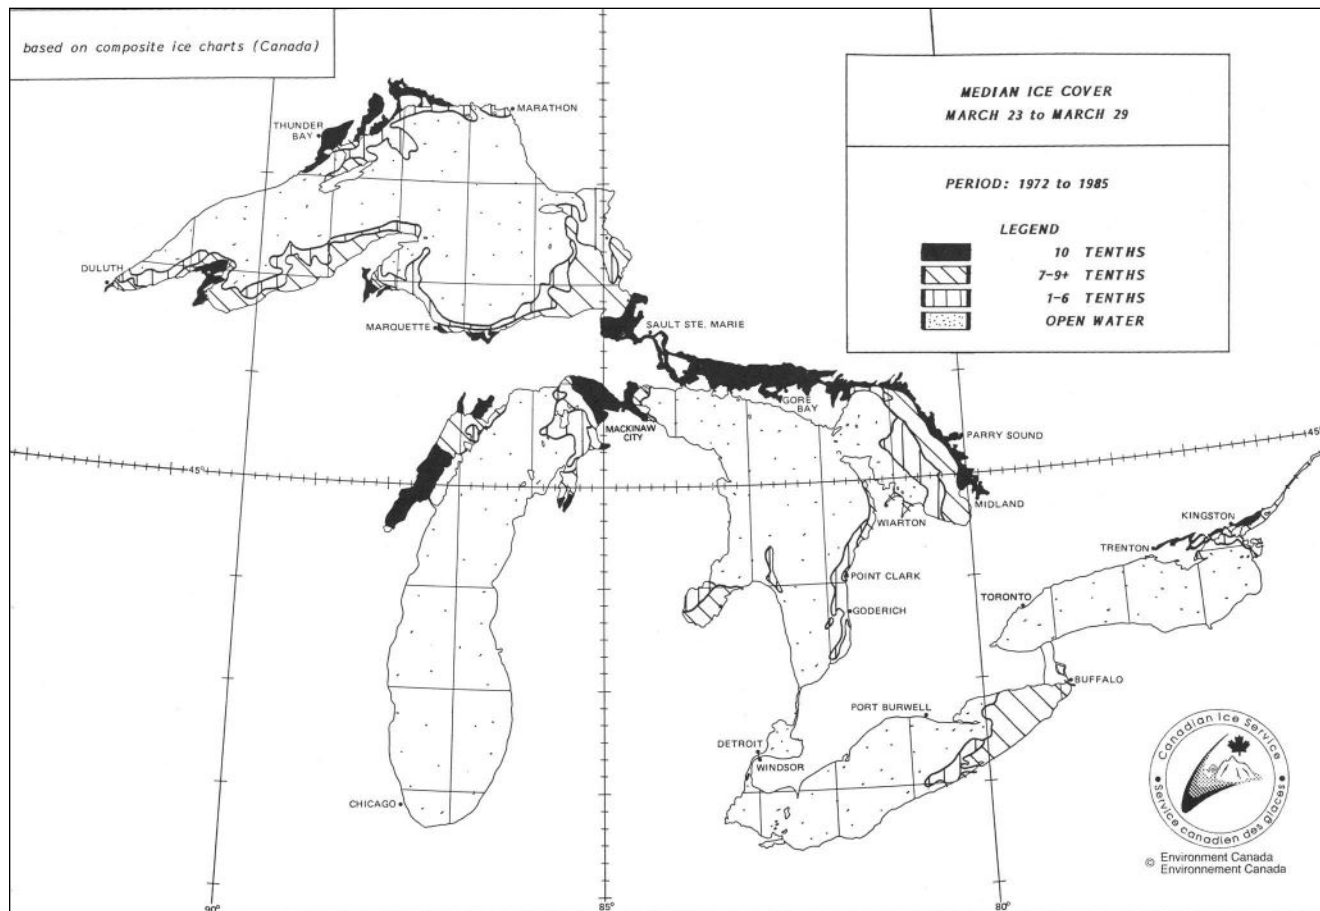 based on composite ice charts (Canada)
MEDIAN ICE COVER
MARCH 23 to MARCH 29
PERIOD: 1972 to 1985
LEGEND
10 TENTHS
7-9+ TENTHS
1-6 TENTHS
OPEN WATER
MARATHON
THUNDER
BAY
DULUTH
MARQUETTE
SAULT STE. MARIE
GORE
BAY
MACKINAW
CITY
PARRY SOUND
45°
45°
MIDLAND
WIARTON
KINGSTON
TRENTON
POINT CLARK
TORONTO
GODERICH
BUFFALO
PORT BURWELL
DETROIT
WINDSOR
CHICAGO
Canadian Ice Service
Service canadien des glaces
© Environment Canada
Environnement Canada
90°
85°
80°